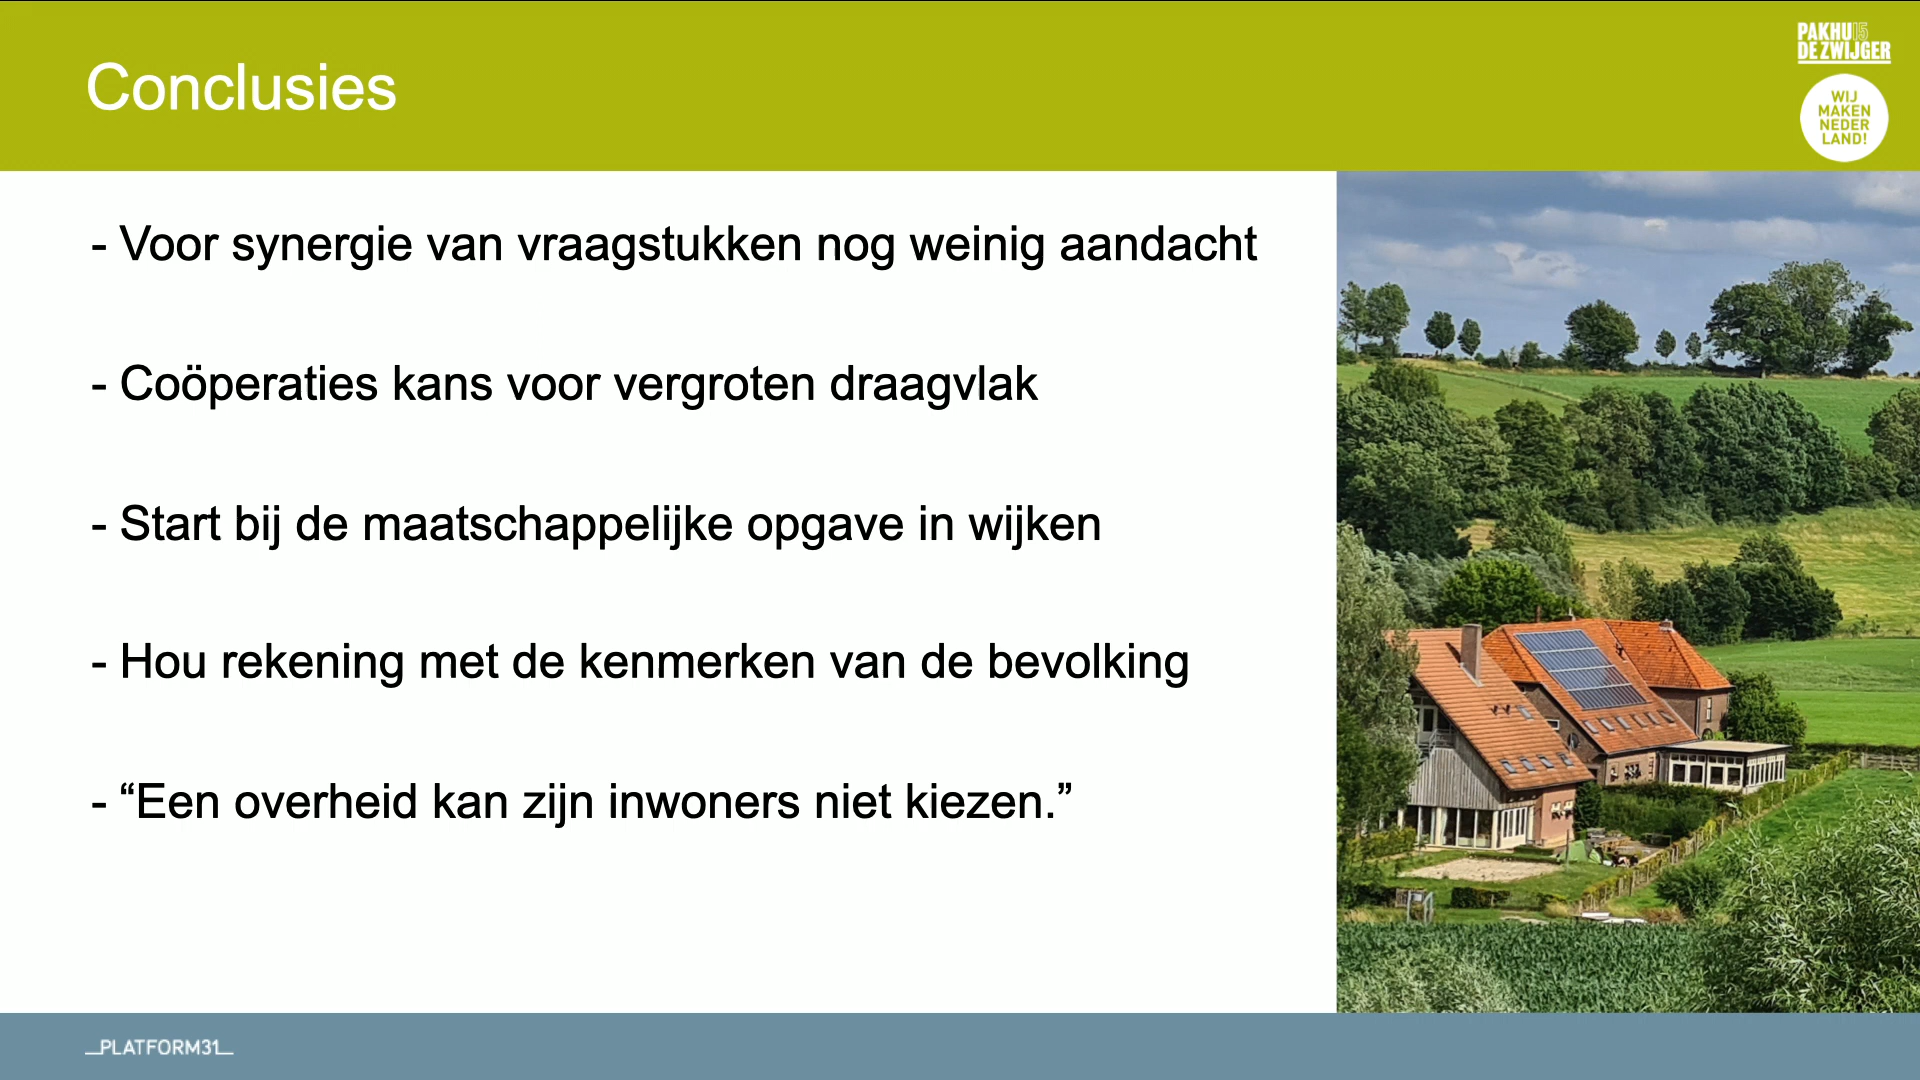 Conclusies
PAKHU15
DE ZWIJGER
WIJ
MAKEN
NEDER
LAND!
- Voor synergie van vraagstukken nog weinig aandacht
- Coöperaties kans voor vergroten draagvlak
- Start bij de maatschappelijke opgave in wijken
- Hou rekening met de kenmerken van de bevolking
- “Een overheid kan zijn inwoners niet kiezen.”
_PLATFORM31_